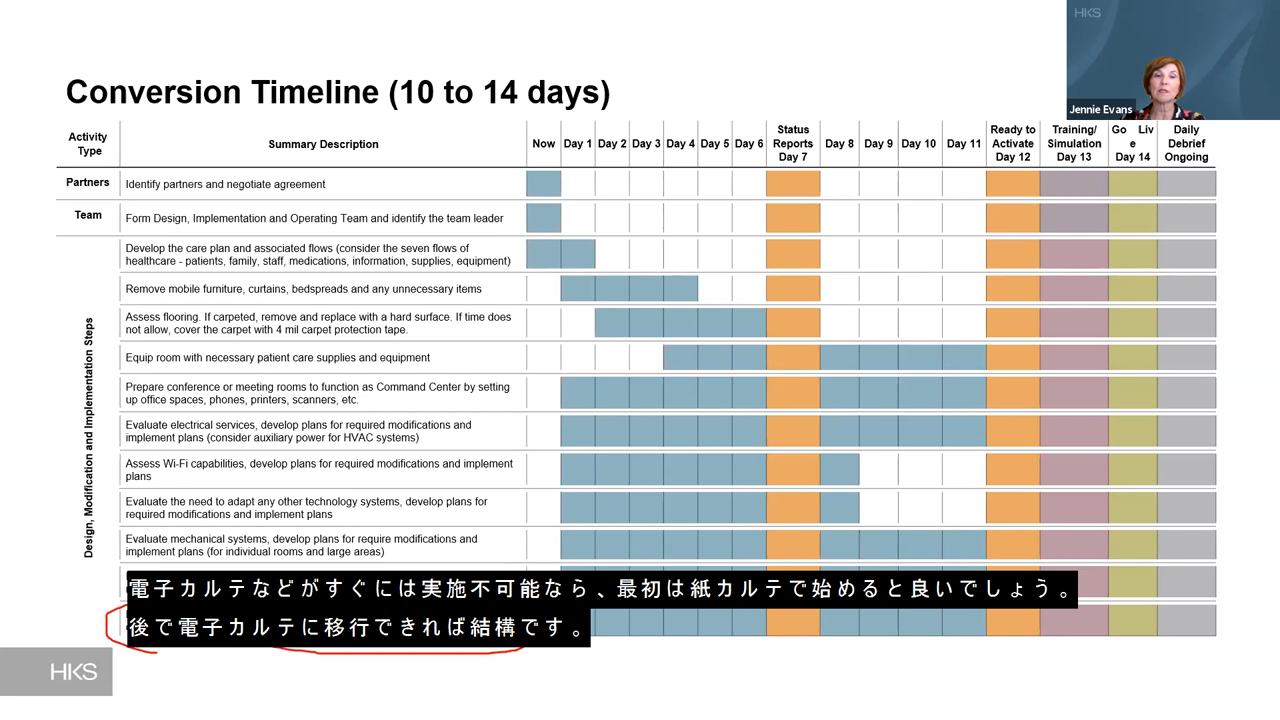 HKS
Jennie Evans
Conversion Timeline (10 to 14 days)
Activity
Type
Summary Description
Now
Day 1
Day 2
Day 3
Day 4
Day 5
Day 6
Status
Reports
Day 7
Day 8
Day 9
Day 10
Day 11
Ready to
Activate
Day 12
Training/
Simulation
Day 13
Go Liv
e
Day 14
Daily
Debrief
Ongoing
Partners
Identify partners and negotiate agreement
Team
Form Design, Implementation and Operating Team and identify the team leader
Design, Modification and Implementation Steps
Develop the care plan and associated flows (consider the seven flows of
healthcare - patients, family, staff, medications, information, supplies, equipment)
Remove mobile furniture, curtains, bedspreads and any unnecessary items
Assess flooring. If carpeted, remove and replace with a hard surface. If time does
not allow, cover the carpet with 4 mil carpet protection tape.
Equip room with necessary patient care supplies and equipment
Prepare conference or meeting rooms to function as Command Center by setting
up office spaces, phones, printers, scanners, etc.
Evaluate electrical services, develop plans for required modifications and
implement plans (consider auxiliary power for HVAC systems)
Assess Wi-Fi capabilities, develop plans for required modifications and implement
plans
Evaluate the need to adapt any other technology systems, develop plans for
required modifications and implement plans
Evaluate mechanical systems, develop plans for require modifications and
implement plans (for individual rooms and large areas)
電子カルテなどがすぐには実施不可能なら、最初は紙カルテで始めると良いでしょう。
後で電子カルテに移行できれば結構です。
HKS